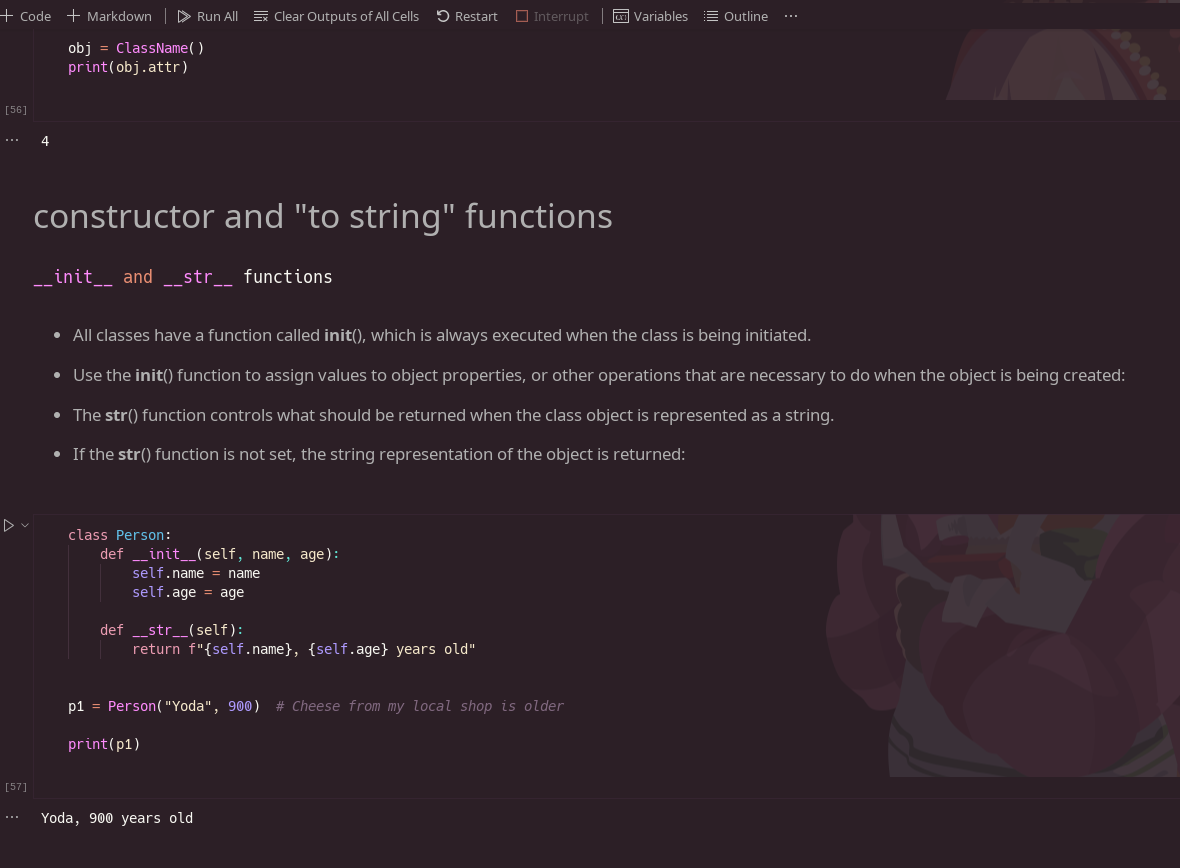 Code Markdown Run All Clear Outputs of All Cells Restart Interrupt Variables Outline ...
obj = ClassName()
print(obj.attr)
[56]
... 4
constructor and "to string" functions
__init__ and __str__ functions
• All classes have a function called init(), which is always executed when the class is being initiated.
• Use the init() function to assign values to object properties, or other operations that are necessary to do when the object is being created:
• The str() function controls what should be returned when the class object is represented as a string.
• If the str() function is not set, the string representation of the object is returned:
class Person:
    def __init__(self, name, age):
        self.name = name
        self.age = age
    def __str__(self):
        return f"{self.name}, {self.age} years old"
p1 = Person("Yoda", 900)  # Cheese from my local shop is older
print(p1)
[57]
... Yoda, 900 years old